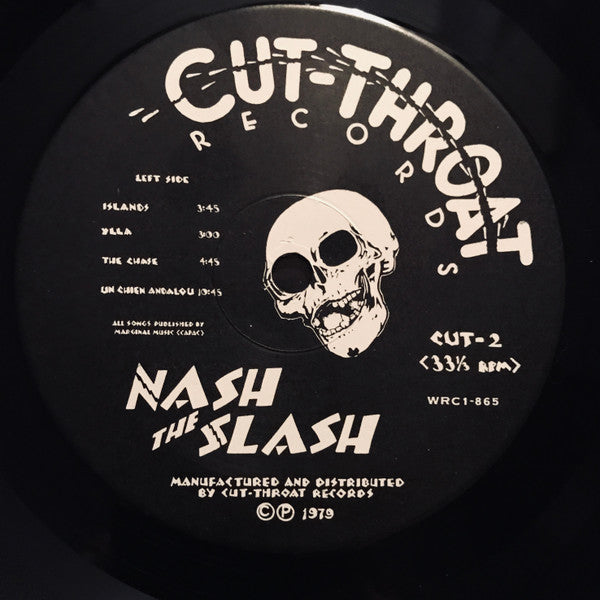 CUT-THROAT
RECORDS
LEFT SIDE
ISLANDS 3:45
YLLA 3:00
THE CHASE 4:45
UN CHIEN ANDALOU 10:45
ALL SONGS PUBLISHED BY
MARGINAL MUSIC (CAPAC)
CUT-2
<33⅓ RPM>
WRC1-865
NASH
THE SLASH
MANUFACTURED AND DISTRIBUTED
BY CUT-THROAT RECORDS
©℗ 1979